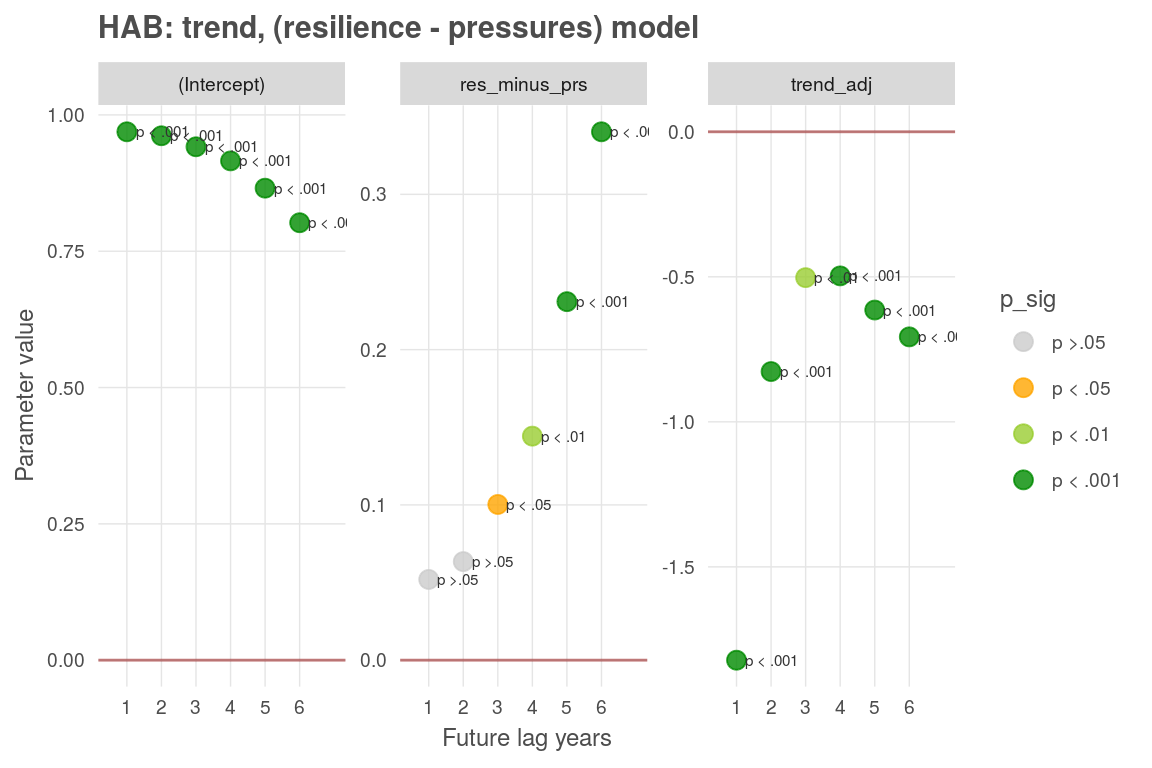 HAB: trend, (resilience - pressures) model
(Intercept)
res_minus_prs
trend_adj
Parameter value
1.00
0.75
0.50
0.25
0.00
p < .001
p < .001
p < .001
p < .001
p < .001
p < .00
1 2 3 4 5 6
0.3
0.2
0.1
0.0
p >.05
p >.05
p < .05
p < .01
p < .001
p < .00
1 2 3 4 5 6
0.0
-0.5
-1.0
-1.5
p < .001
p < .001
p < .01
p < .001
p < .001
p < .00
1 2 3 4 5 6
Future lag years
p_sig
p >.05
p < .05
p < .01
p < .001